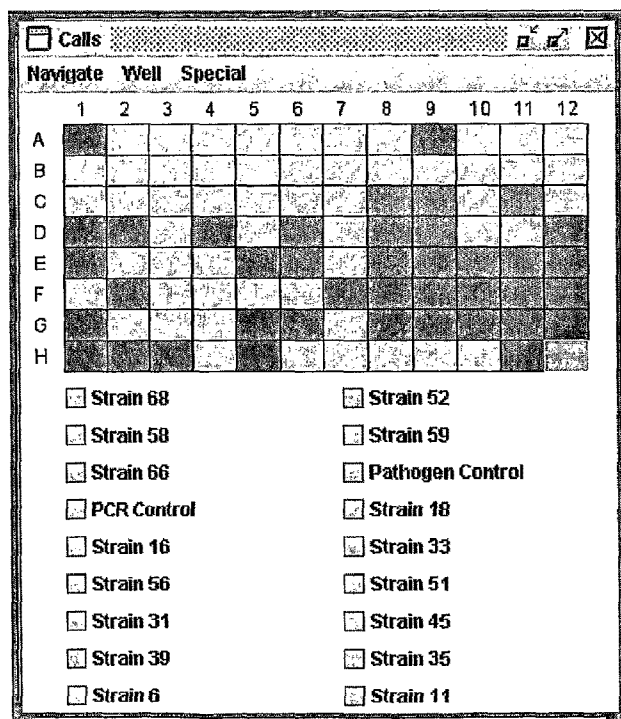 Calls
Navigate Well Special
1 2 3 4 5 6 7 8 9 10 11 12
A
B
C
D
E
F
G
H
Strain 68 Strain 52
Strain 58 Strain 59
Strain 66 Pathogen Control
PCR Control Strain 18
Strain 16 Strain 33
Strain 56 Strain 51
Strain 31 Strain 45
Strain 39 Strain 35
Strain 6 Strain 11